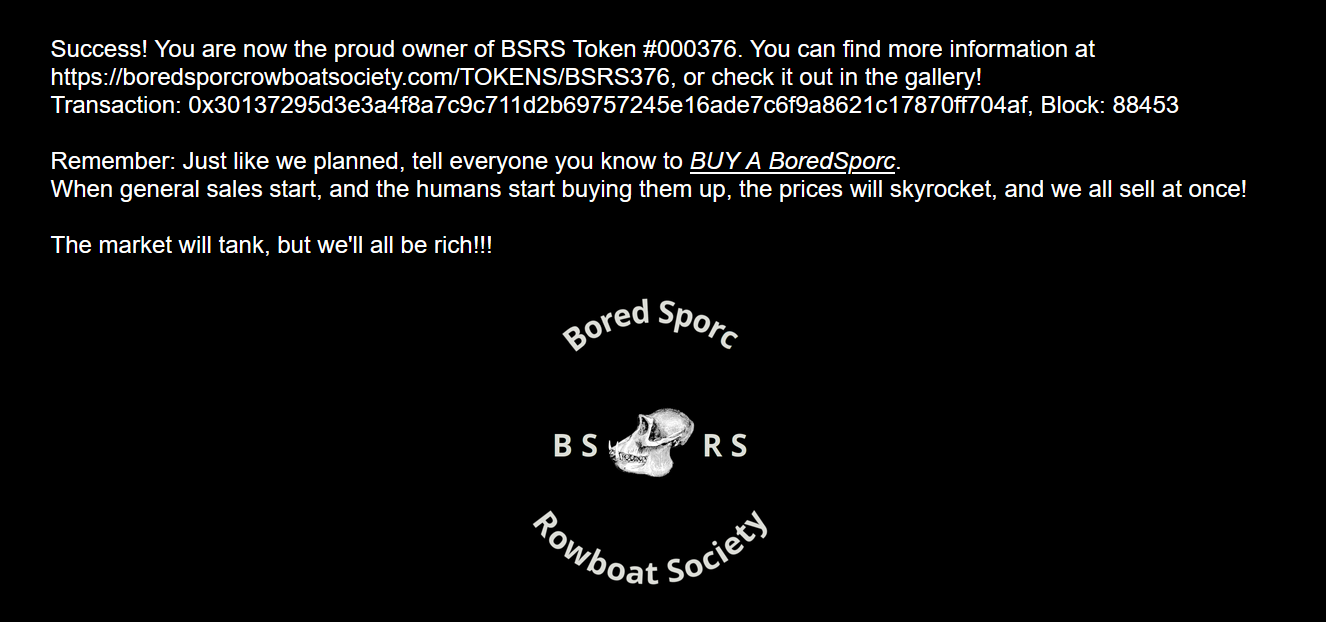 Success! You are now the proud owner of BSRS Token #000376. You can find more information at
https://boredsporcrowboatsociety.com/TOKENS/BSRS376, or check it out in the gallery!
Transaction: 0x30137295d3e3a4f8a7c9c711d2b69757245e16ade7c6f9a8621c17870ff704af, Block: 88453
Remember: Just like we planned, tell everyone you know to BUY A BoredSporc.
When general sales start, and the humans start buying them up, the prices will skyrocket, and we all sell at once!
The market will tank, but we'll all be rich!!!
Bored Sporc
BS RS
Rowboat Society